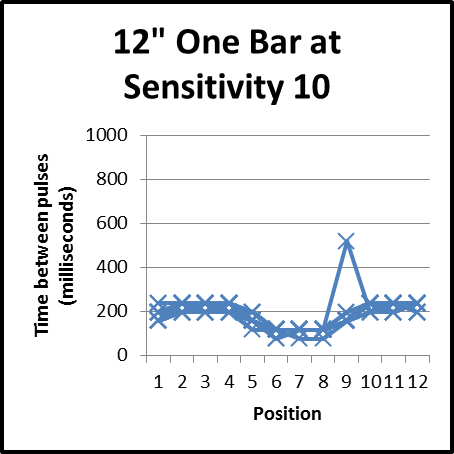 12" One Bar at
Sensitivity 10
Time between pulses
(milliseconds)
1000
800
600
400
200
0
1 2 3 4 5 6 7 8 9 10 11 12
Position